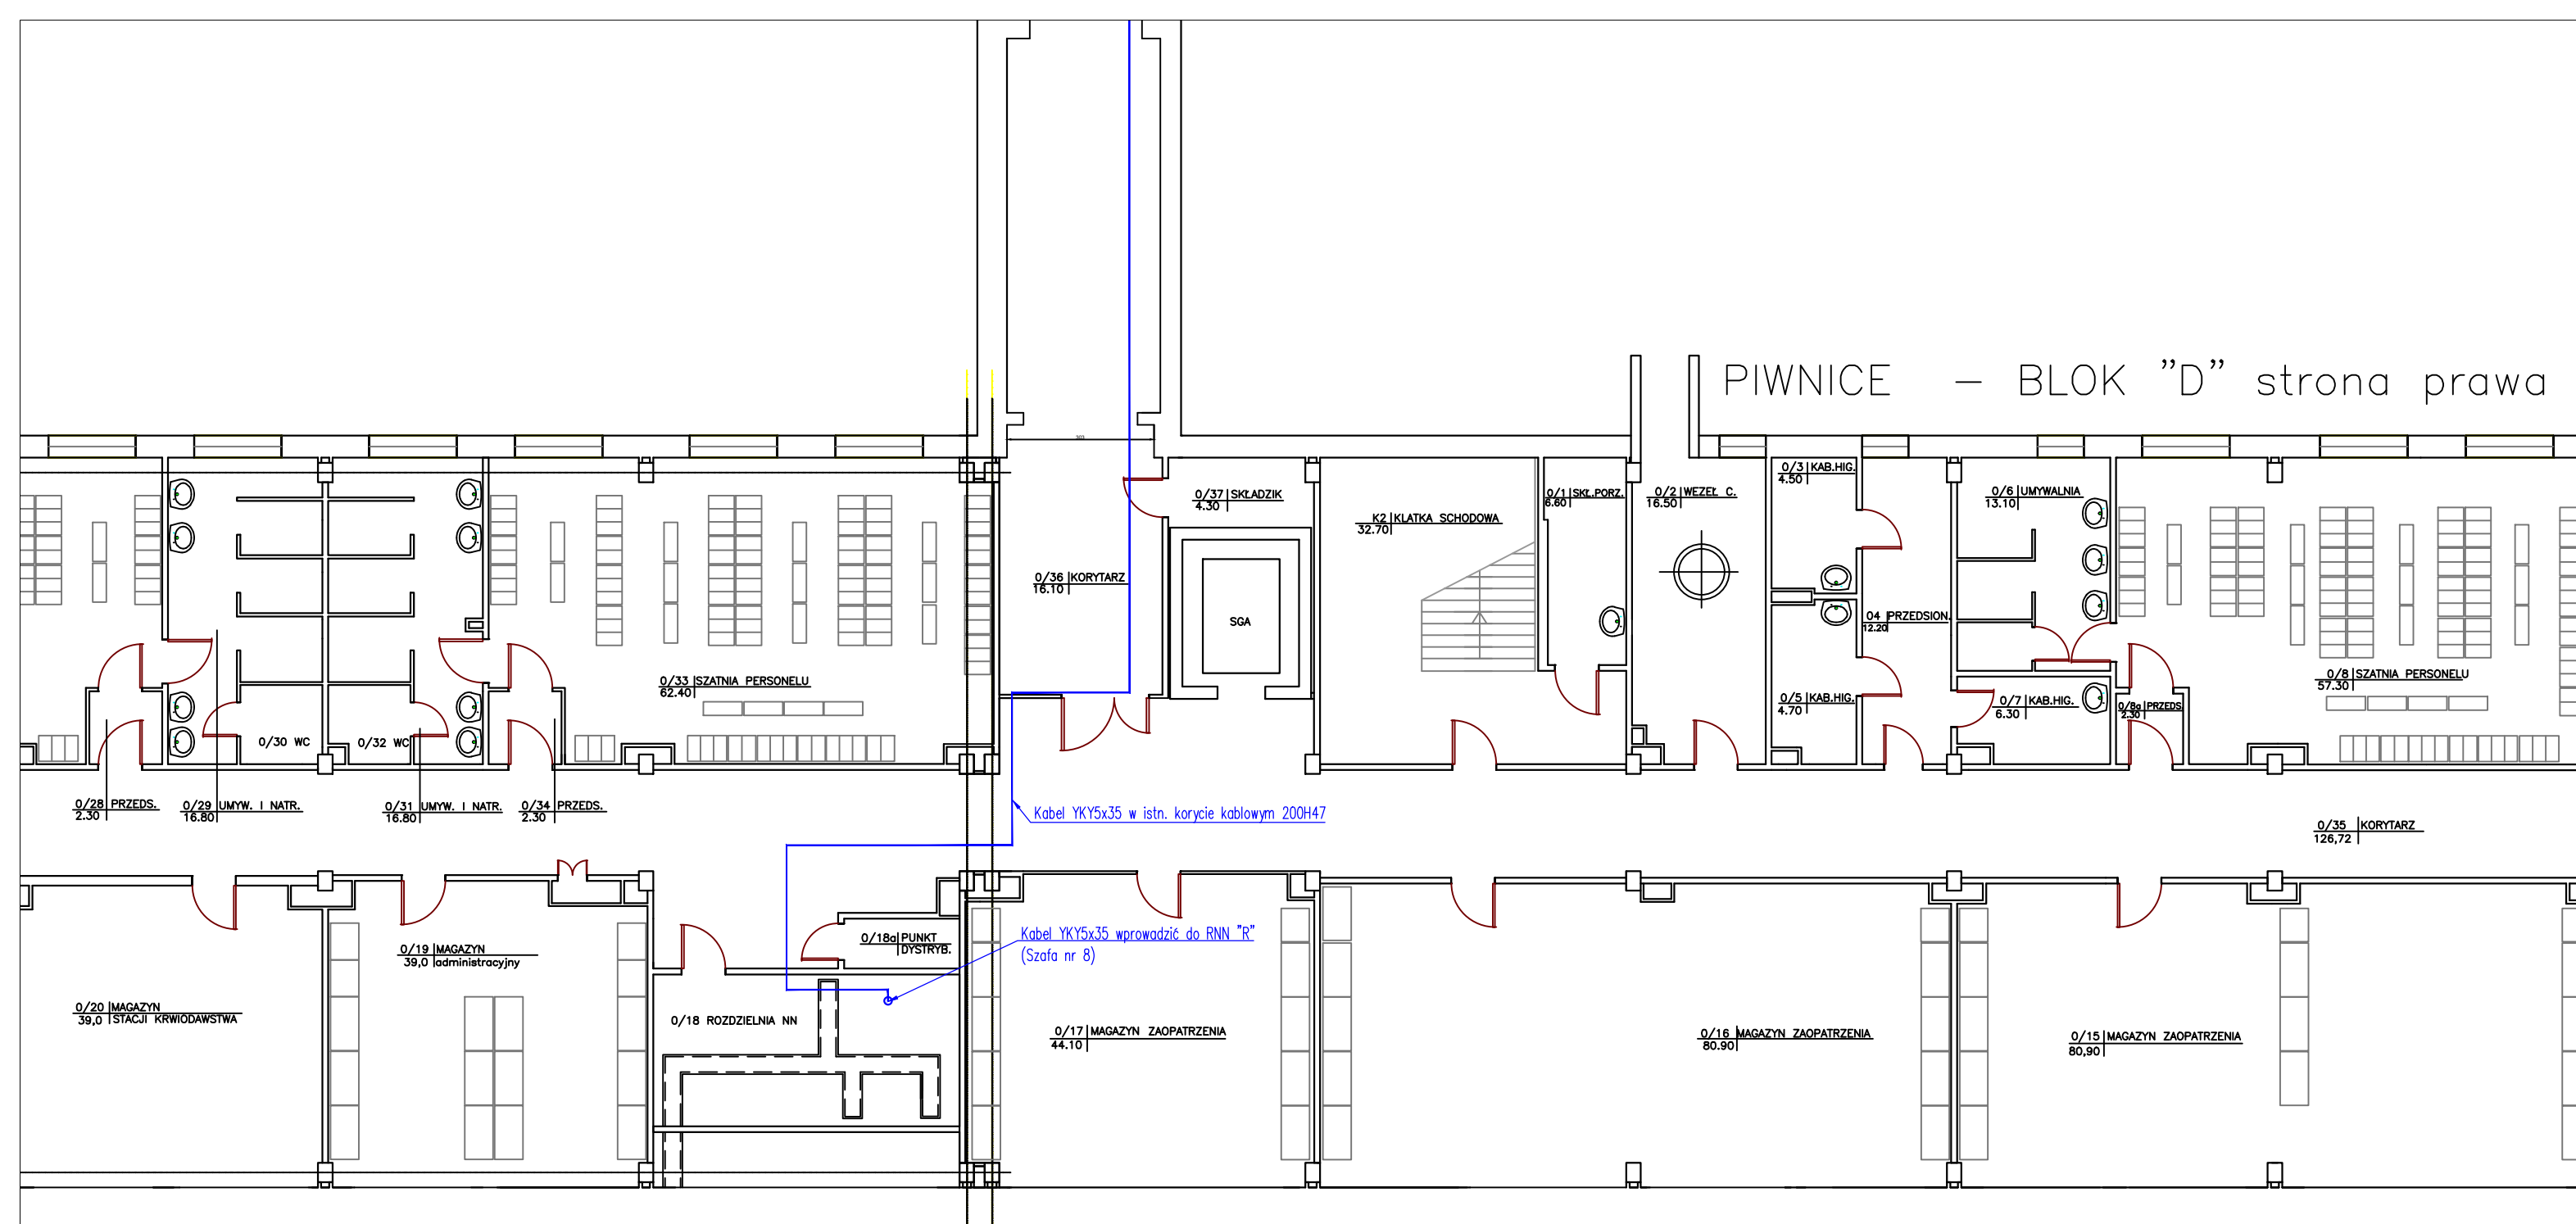 PIWNICE - BLOK "D" strona prawa
303
0/3 KAB.HIG.
4.50
0/37 SKŁADZIK
4.30
0/1 SKŁ.PORZ.
6.60
0/2 WEZEŁ C.
16.50
0/6 UMYWALNIA
13.10
K2 KLATKA SCHODOWA
32.70
0/36 KORYTARZ
16.10
SGA
04 PRZEDSION.
12.20
0/33 SZATNIA PERSONELU
62.40
0/8 SZATNIA PERSONELU
57.30
0/5 KAB.HIG.
4.70
0/7 KAB.HIG.
6.30
0/8a PRZEDS.
2.30
0/30 WC
0/32 WC
0/28 PRZEDS.
2.30
0/29 UMYW. I NATR.
16.80
0/31 UMYW. I NATR.
16.80
0/34 PRZEDS.
2.30
Kabel YKY5x35 w istn. korycie kablowym 200H47
0/35 KORYTARZ
126,72
0/18a PUNKT
DYSTRYB.
Kabel YKY5x35 wprowadzić do RNN "R"
(Szafa nr 8)
0/19 MAGAZYN
39,0 administracyjny
0/20 MAGAZYN
39,0 STACJI KRWIODAWSTWA
0/18 ROZDZIELNIA NN
0/17 MAGAZYN ZAOPATRZENIA
44.10
0/16 MAGAZYN ZAOPATRZENIA
80.90
0/15 MAGAZYN ZAOPATRZENIA
80,90